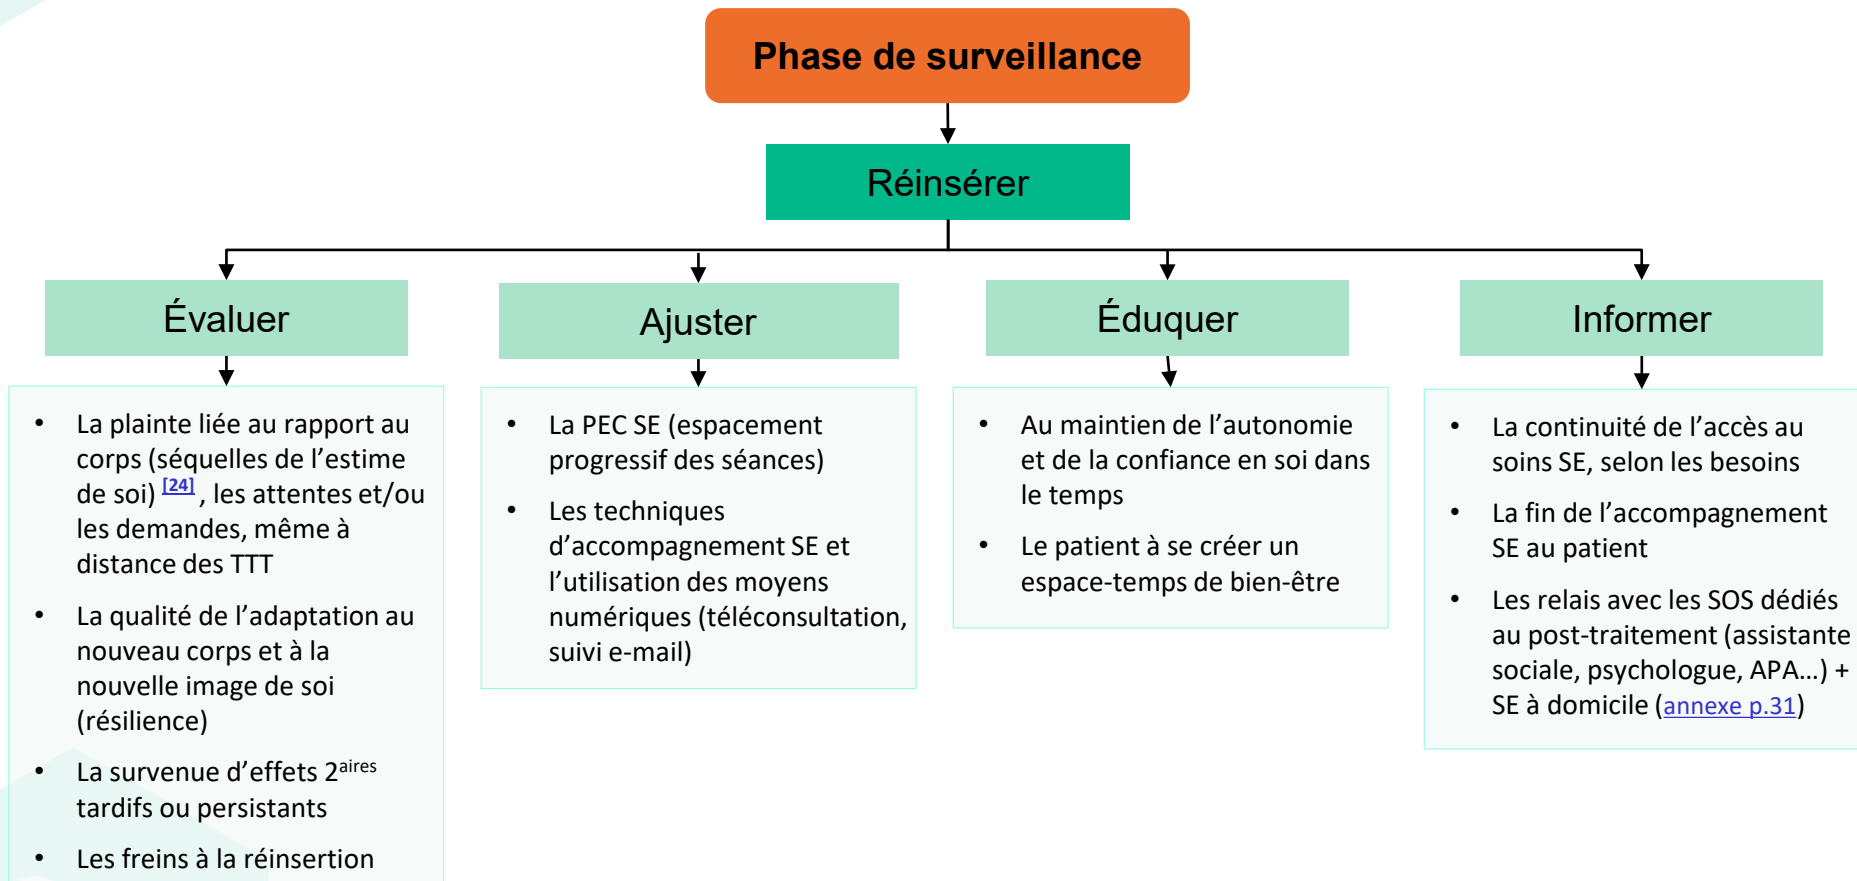 Phase de surveillance
Réinsérer
Évaluer
Ajuster
Éduquer
Informer
• La plainte liée au rapport au
corps (séquelles de l’estime
de soi) [24] , les attentes et/ou
les demandes, même à
distance des TTT
• La qualité de l’adaptation au
nouveau corps et à la
nouvelle image de soi
(résilience)
• La survenue d’effets 2aires
tardifs ou persistants
• Les freins à la réinsertion
• La PEC SE (espacement
progressif des séances)
• Les techniques
d’accompagnement SE et
l’utilisation des moyens
numériques (téléconsultation,
suivi e-mail)
• Au maintien de l’autonomie
et de la confiance en soi dans
le temps
• Le patient à se créer un
espace-temps de bien-être
• La continuité de l’accès au
soins SE, selon les besoins
• La fin de l’accompagnement
SE au patient
• Les relais avec les SOS dédiés
au post-traitement (assistante
sociale, psychologue, APA…) +
SE à domicile (annexe p.31)